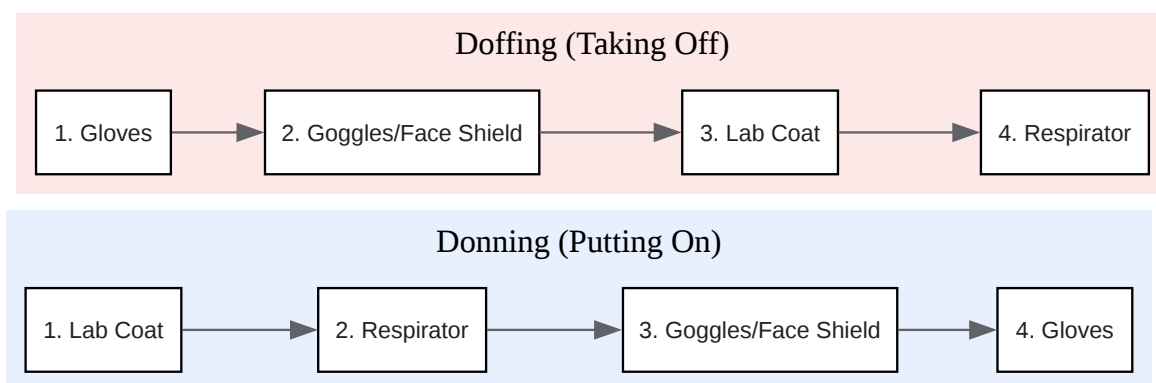 Doffing (Taking Off)
1. Gloves
2. Goggles/Face Shield
3. Lab Coat
4. Respirator
Donning (Putting On)
1. Lab Coat
2. Respirator
3. Goggles/Face Shield
4. Gloves